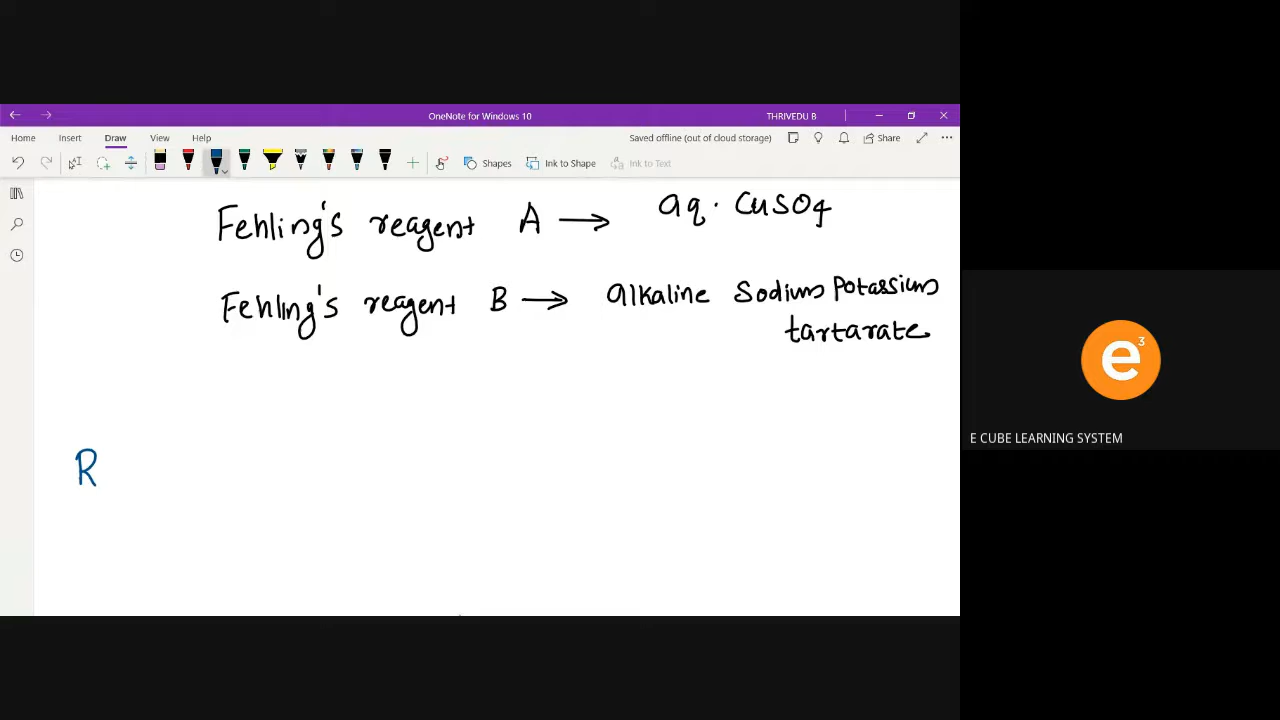 OneNote for Windows 10
THRIVEDU B
Home Insert Draw View Help
Saved offline (out of cloud storage)
Share
Shapes
Ink to Shape
Ink to Text
Fehling's reagent A → aq. CuSO4
Fehling's reagent B → alkaline Sodium Potassium
tartarate
R
e3
E CUBE LEARNING SYSTEM